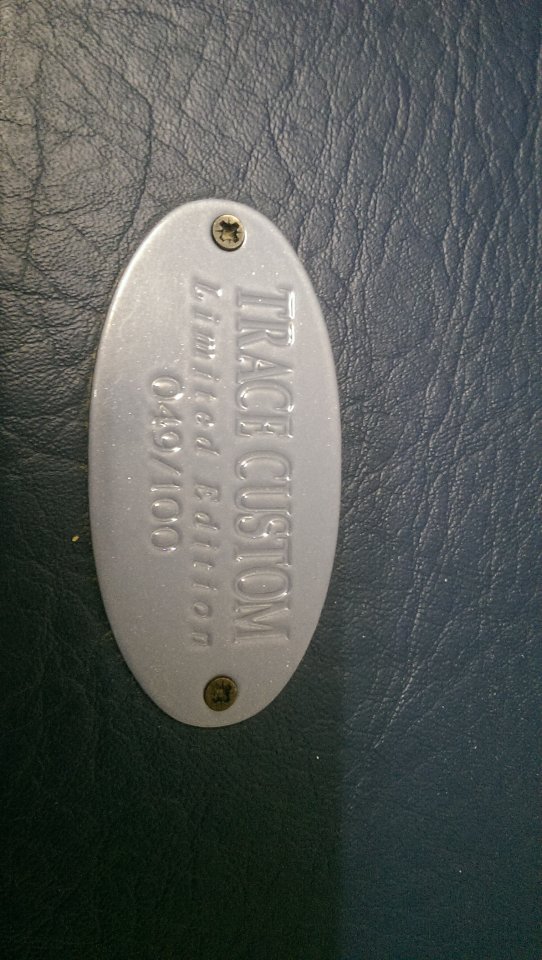 TRACE CUSTOM
Limited Edition
049/100